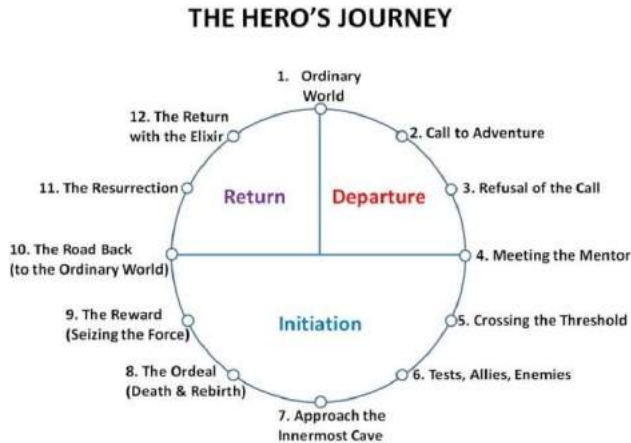 THE HERO'S JOURNEY
1. Ordinary
World
2. Call to Adventure
3. Refusal of the Call
4. Meeting the Mentor
5. Crossing the Threshold
6. Tests, Allies, Enemies
7. Approach the
Innermost Cave
8. The Ordeal
(Death & Rebirth)
9. The Reward
(Seizing the Force)
10. The Road Back
(to the Ordinary World)
11. The Resurrection
12. The Return
with the Elixir
Return
Departure
Initiation